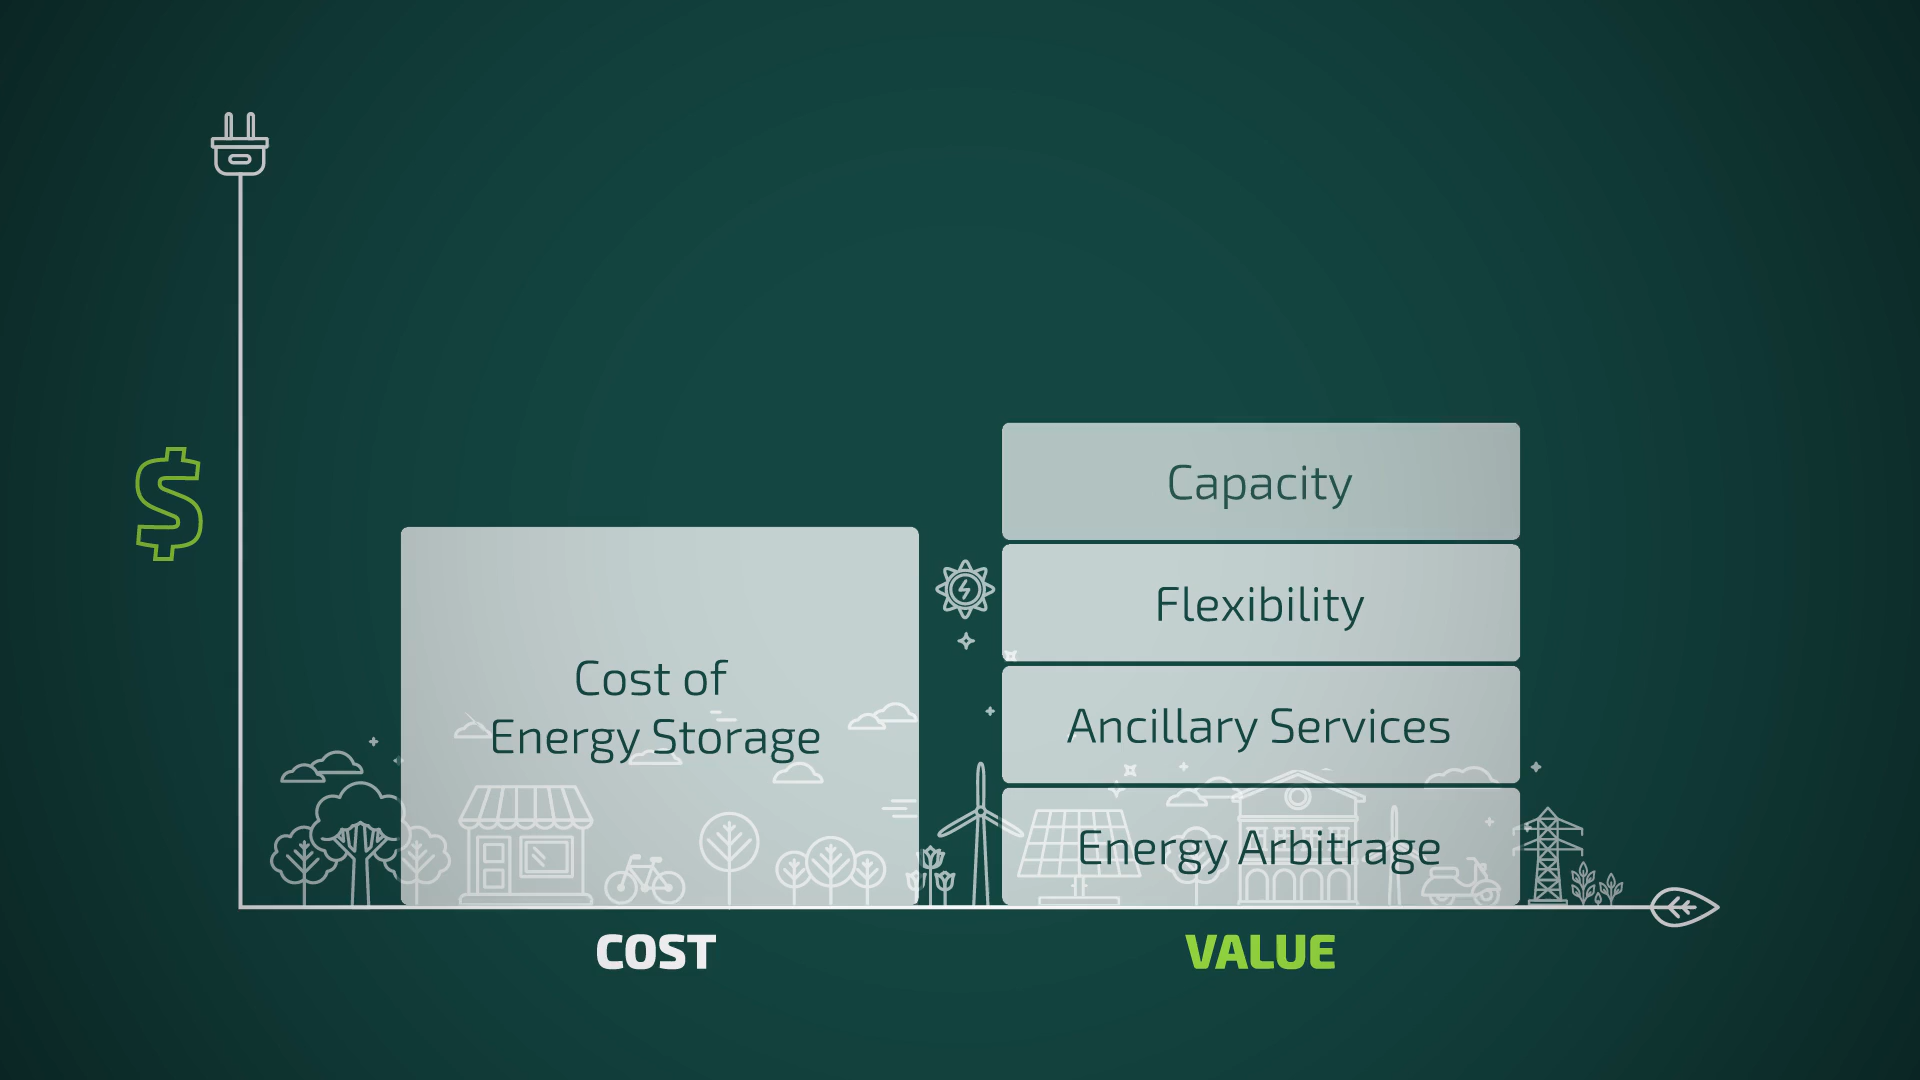 $
Cost of
Energy Storage
Capacity
Flexibility
Ancillary Services
Energy Arbitrage
COST
VALUE